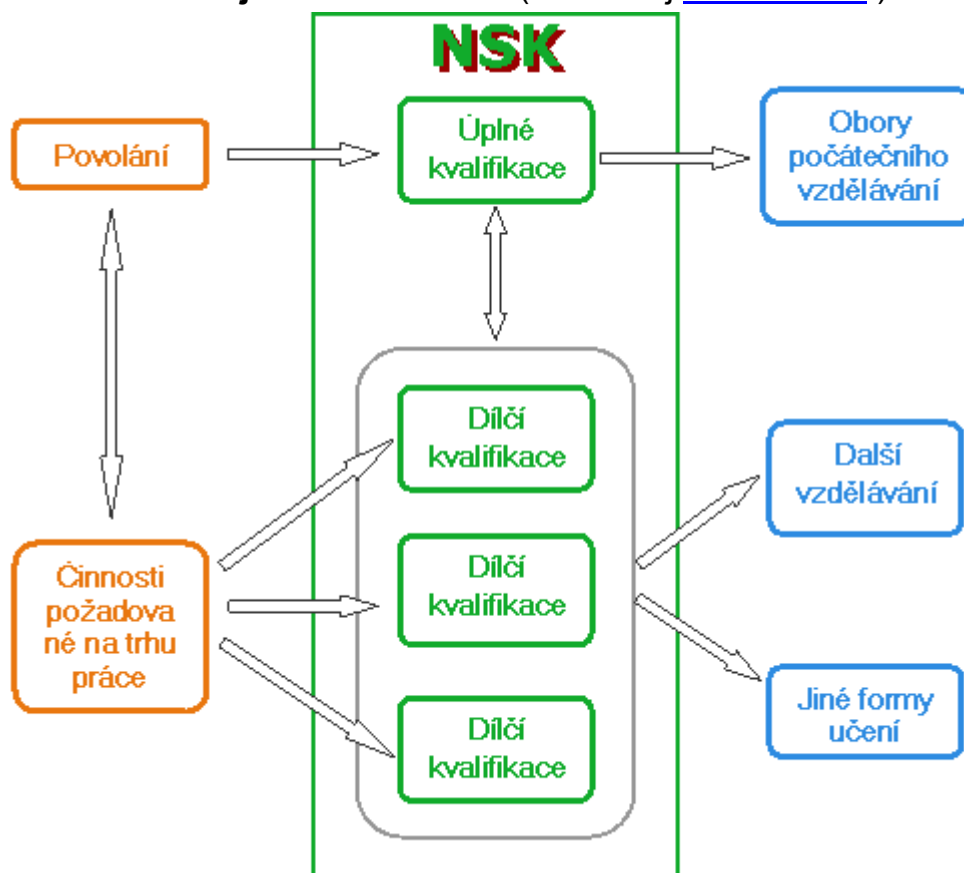 NSK
Povolání
Úplné
kvalifikace
Obory
počátečního
vzdělávání
Dílčí
kvalifikace
Další
vzdělávání
Činnosti
požadova
né na trhu
práce
Dílčí
kvalifikace
Jiné formy
učení
Dílčí
kvalifikace